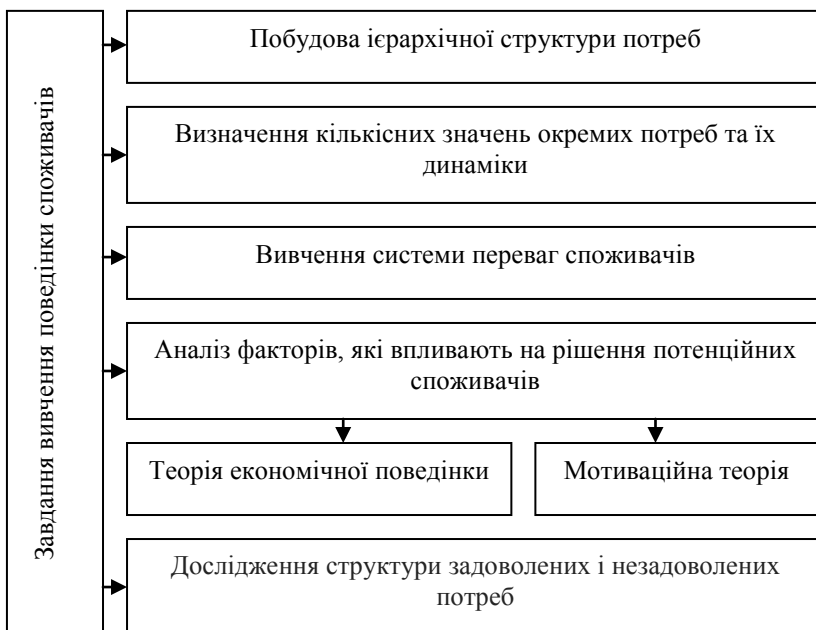 Завдання вивчення поведінки споживачів
Побудова ієрархічної структури потреб
Визначення кількісних значень окремих потреб та їх
динаміки
Вивчення системи переваг споживачів
Аналіз факторів, які впливають на рішення потенційних
споживачів
Теорія економічної поведінки
Мотиваційна теорія
Дослідження структури задоволених і незадоволених
потреб